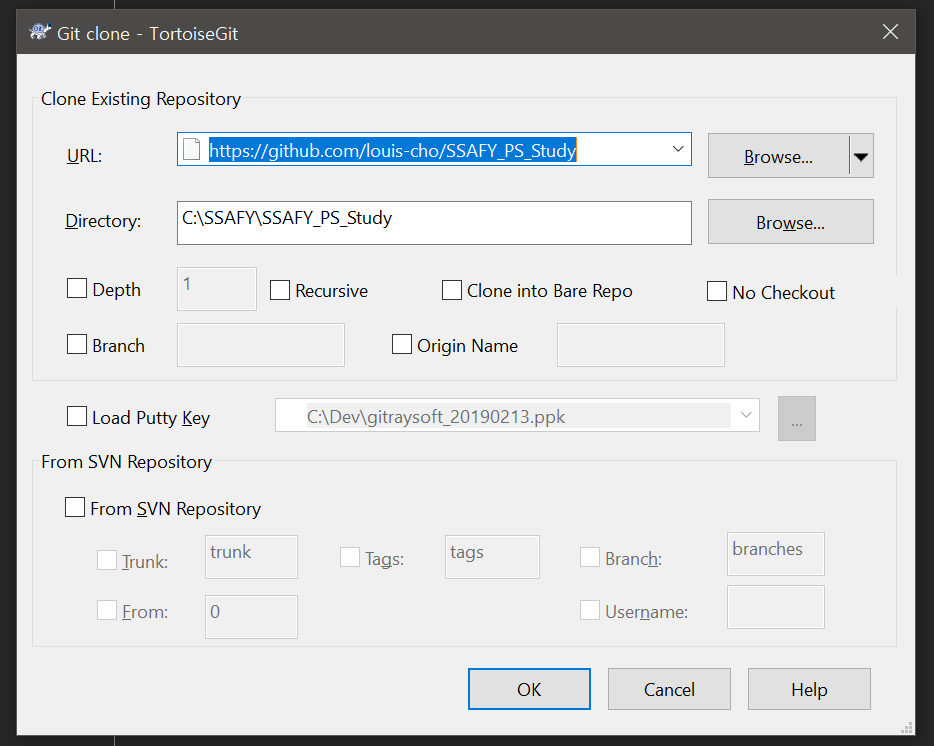 Git clone - TortoiseGit
Clone Existing Repository
URL: https://github.com/louis-cho/SSAFY_PS_Study Browse...
Directory: C:\SSAFY\SSAFY_PS_Study Browse...
Depth 1 Recursive Clone into Bare Repo No Checkout
Branch Origin Name
Load Putty Key C:\Dev\gitraysoft_20190213.ppk ...
From SVN Repository
From SVN Repository
Trunk: trunk Tags: tags Branch: branches
From: 0 Username:
OK Cancel Help